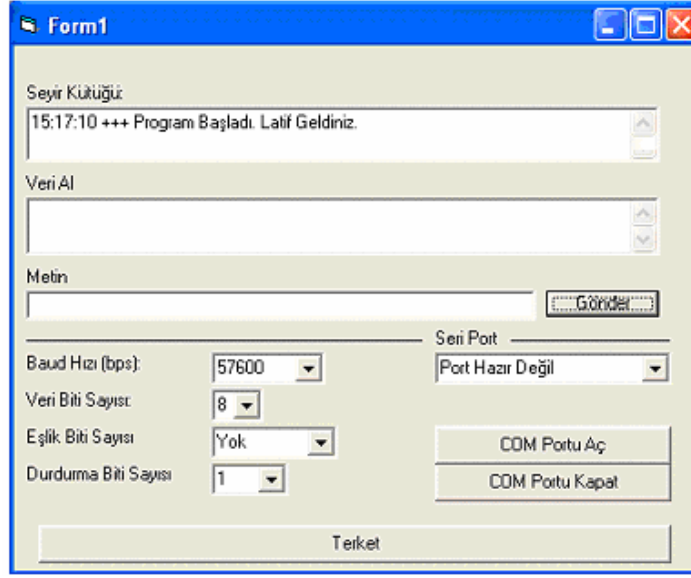 Form1
Seyir Kütüğü:
15:17:10 +++ Program Başladı. Latif Geldiniz.
Veri Al
Metin
Gönder
Seri Port
Baud Hızı (bps):
57600
Port Hazır Değil
Veri Biti Sayısı:
8
Eşlik Biti Sayısı
Yok
COM Portu Aç
Durdurma Biti Sayısı
1
COM Portu Kapat
Terket